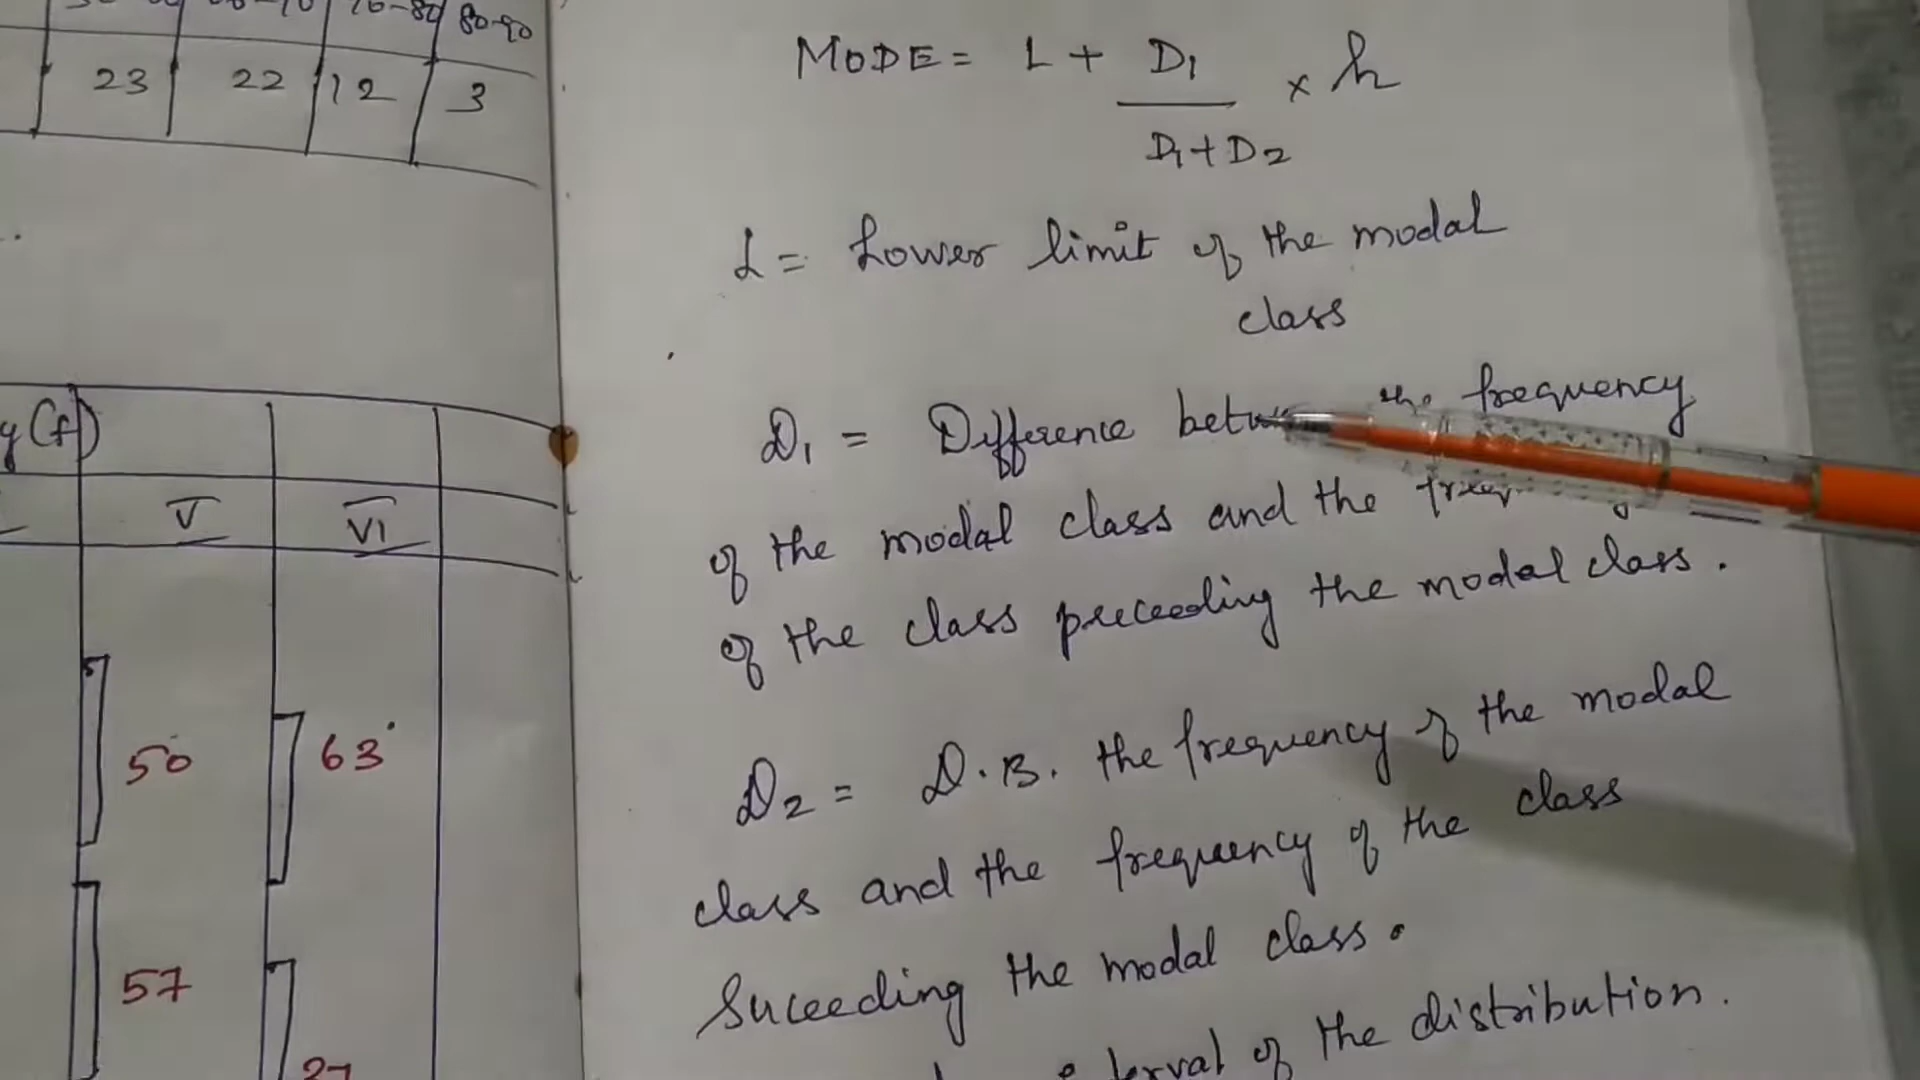 70-80 80-90
23 22 12 3
y (f)
V VI
50 63
57
MODE = L + D1
× h
D1+D2
L = Lower limit of the modal
class
D1 = Difference the frequency
of the modal class and the
of the class preceeding the modal class.
D2 = D.B. the frequency of the modal
class and the frequency of the class
Suceeding the modal class.
of the distribution.